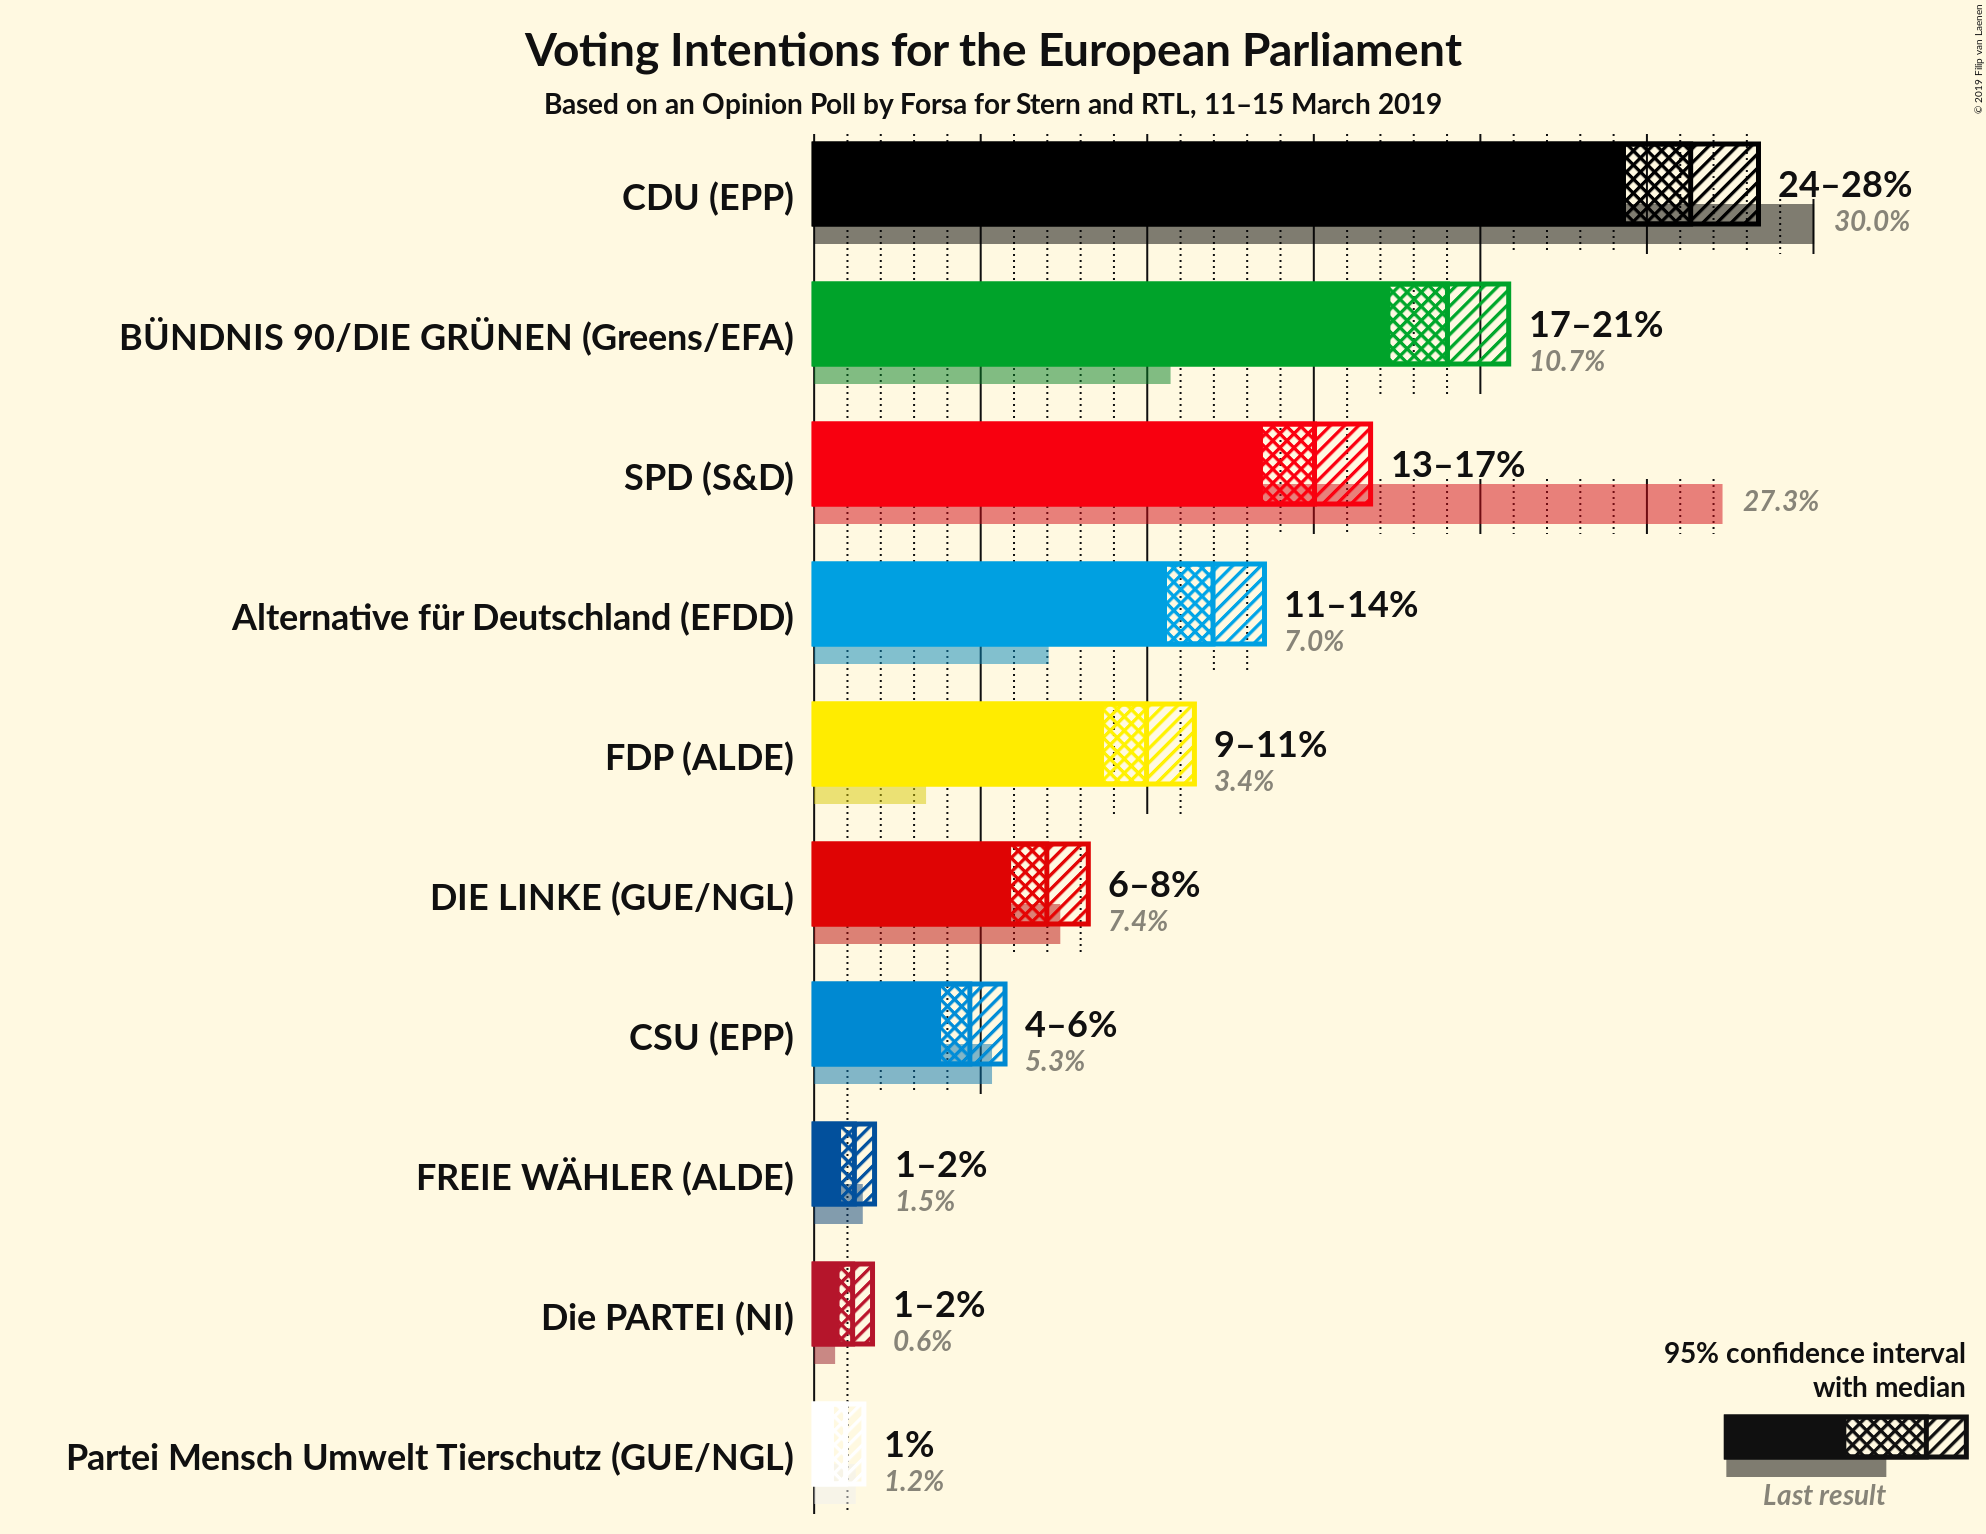 Voting Intentions for the European Parliament
Based on an Opinion Poll by Forsa for Stern and RTL, 11–15 March 2019
© 2019 Filip van Laenen
CDU (EPP)
24–28%
30.0%
BÜNDNIS 90/DIE GRÜNEN (Greens/EFA)
17–21%
10.7%
SPD (S&D)
13–17%
27.3%
Alternative für Deutschland (EFDD)
11–14%
7.0%
FDP (ALDE)
9–11%
3.4%
DIE LINKE (GUE/NGL)
6–8%
7.4%
CSU (EPP)
4–6%
5.3%
FREIE WÄHLER (ALDE)
1–2%
1.5%
Die PARTEI (NI)
1–2%
0.6%
Partei Mensch Umwelt Tierschutz (GUE/NGL)
1%
1.2%
95% confidence interval
with median
Last result